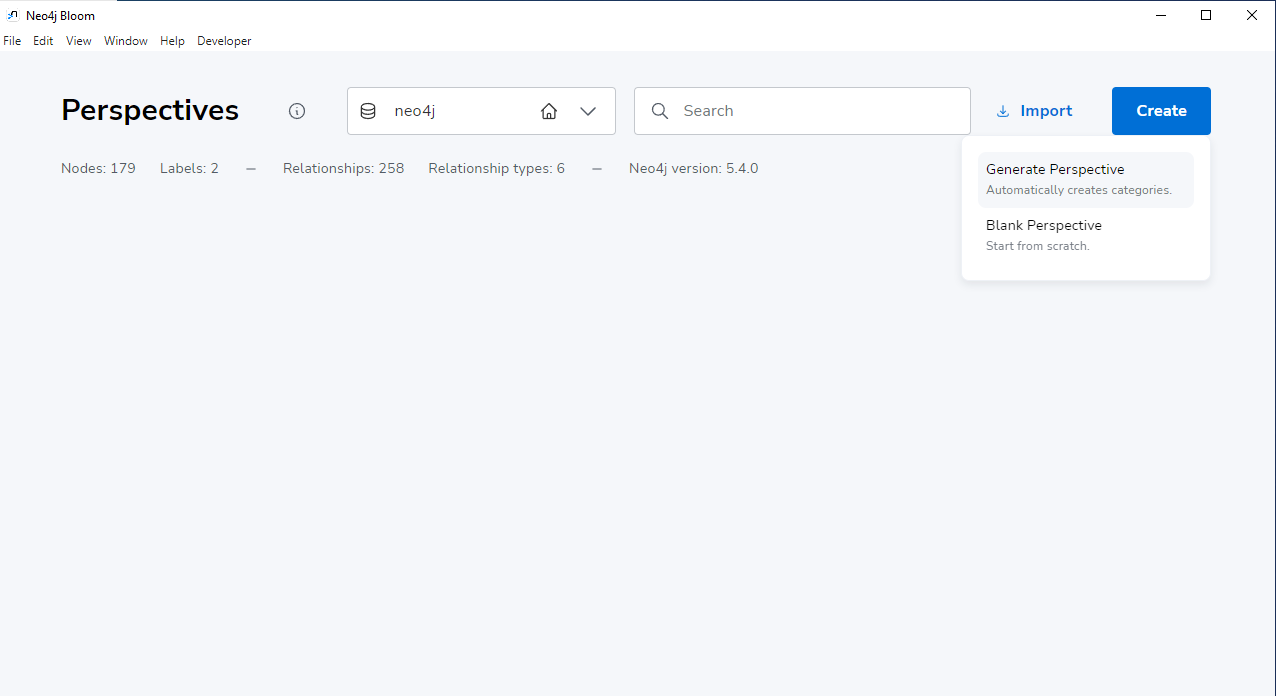 Neo4j Bloom
File Edit View Window Help Developer
Perspectives
neo4j
Search
Import
Create
Nodes: 179 Labels: 2 — Relationships: 258 Relationship types: 6 — Neo4j version: 5.4.0
Generate Perspective
Automatically creates categories.
Blank Perspective
Start from scratch.